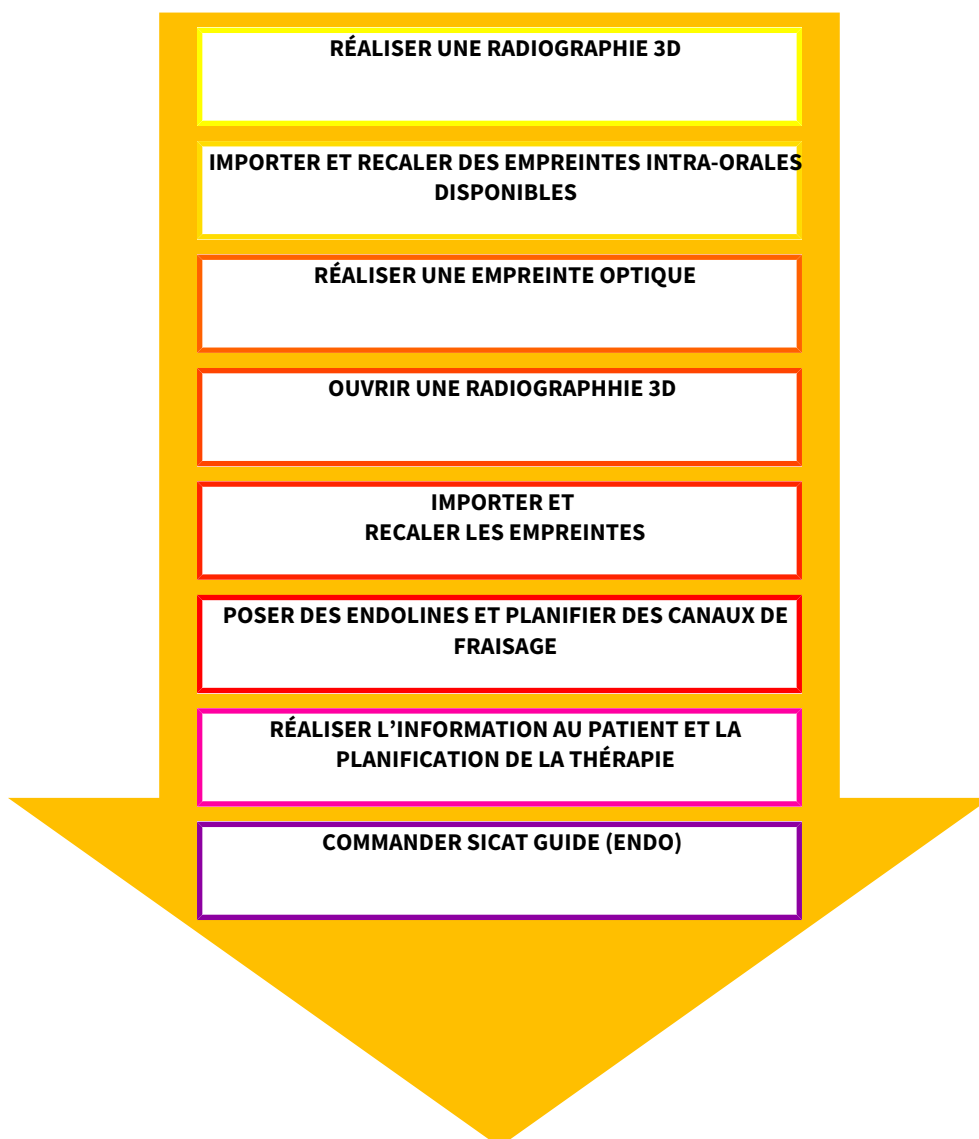 RÉALISER UNE RADIOGRAPHIE 3D
IMPORTER ET RECALER DES EMPREINTES INTRA-ORALES
DISPONIBLES
RÉALISER UNE EMPREINTE OPTIQUE
OUVRIR UNE RADIOGRAPHHIE 3D
IMPORTER ET
RECALER LES EMPREINTES
POSER DES ENDOLINES ET PLANIFIER DES CANAUX DE
FRAISAGE
RÉALISER L’INFORMATION AU PATIENT ET LA
PLANIFICATION DE LA THÉRAPIE
COMMANDER SICAT GUIDE (ENDO)